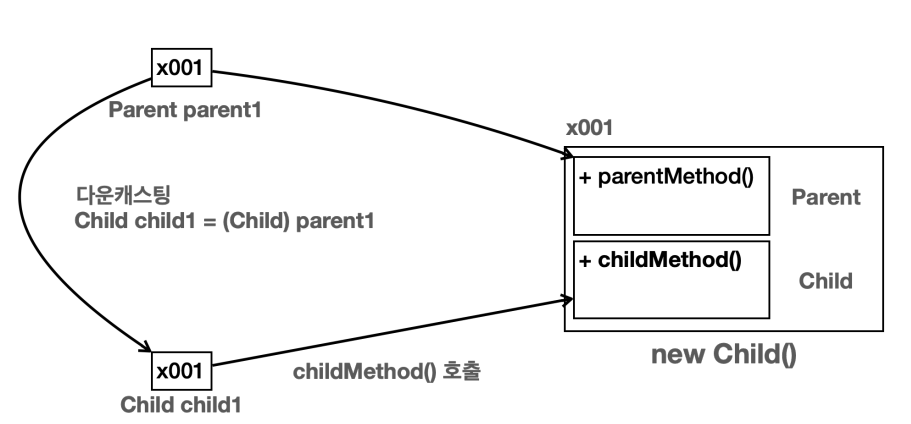 x001
Parent parent1
x001
+ parentMethod()
Parent
다운캐스팅
Child child1 = (Child) parent1
+ childMethod()
Child
new Child()
x001
childMethod() 호출
Child child1